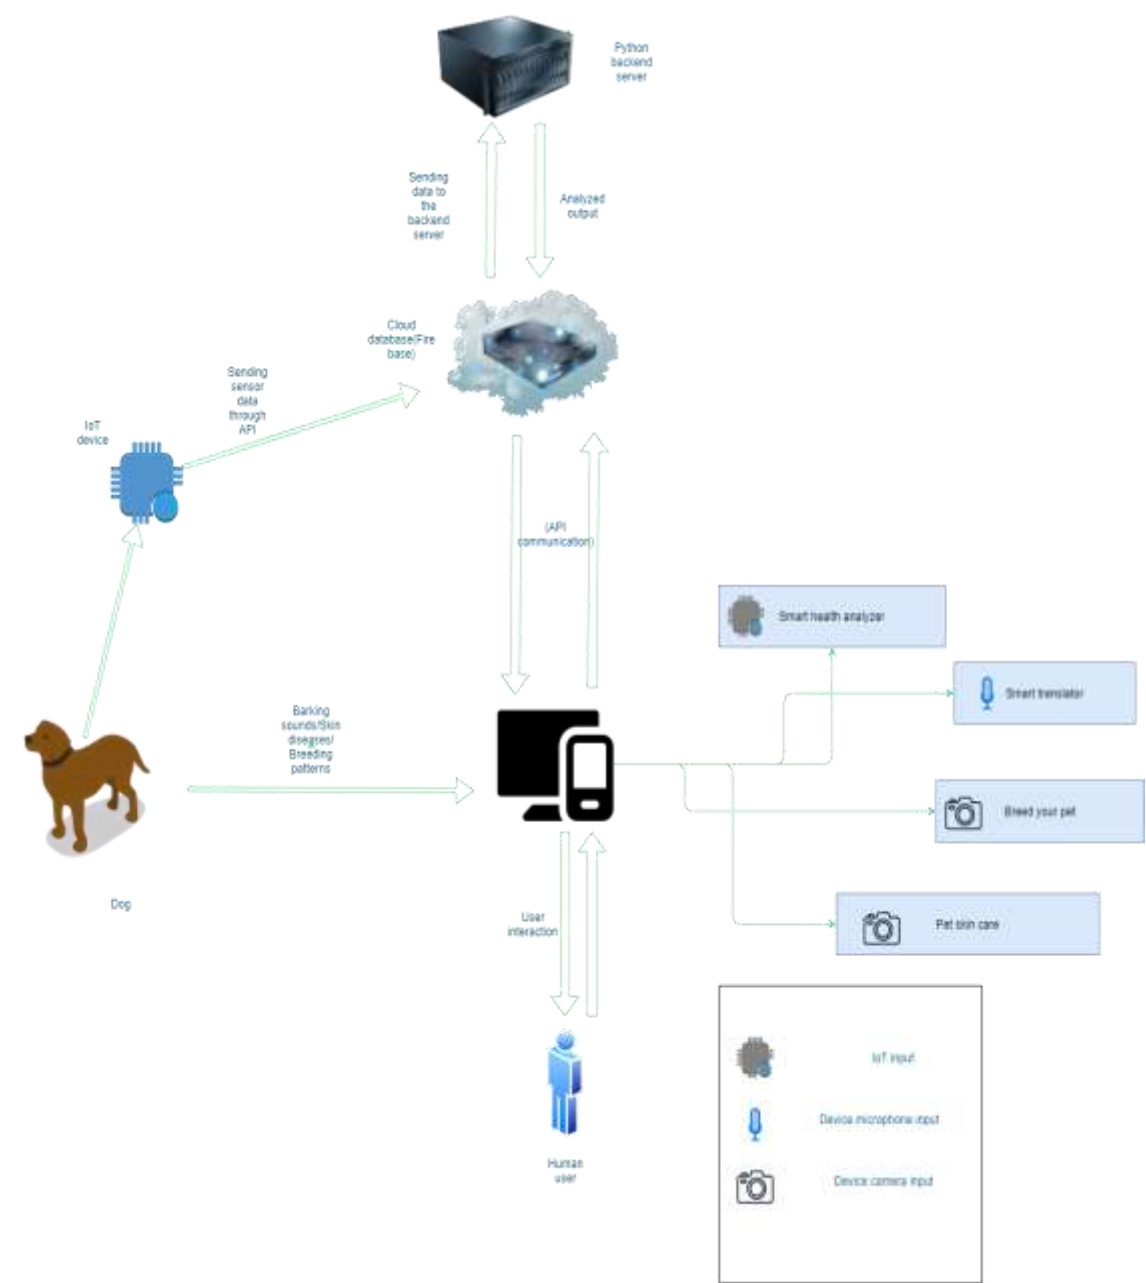 Python
backend
server
Sending
data to
the
backend
server
Analyzed
output
Cloud
database(Fire
base)
Sending
sensor
data
through
API
IoT
device
(API
communication)
Smart health analyzer
Smart translator
Barking
sounds/Skin
diseases/
Breeding
patterns
Breed your pet
Dog
User
interaction
Pet skin care
IoT input
Device microphone input
Device camera input
Human
user